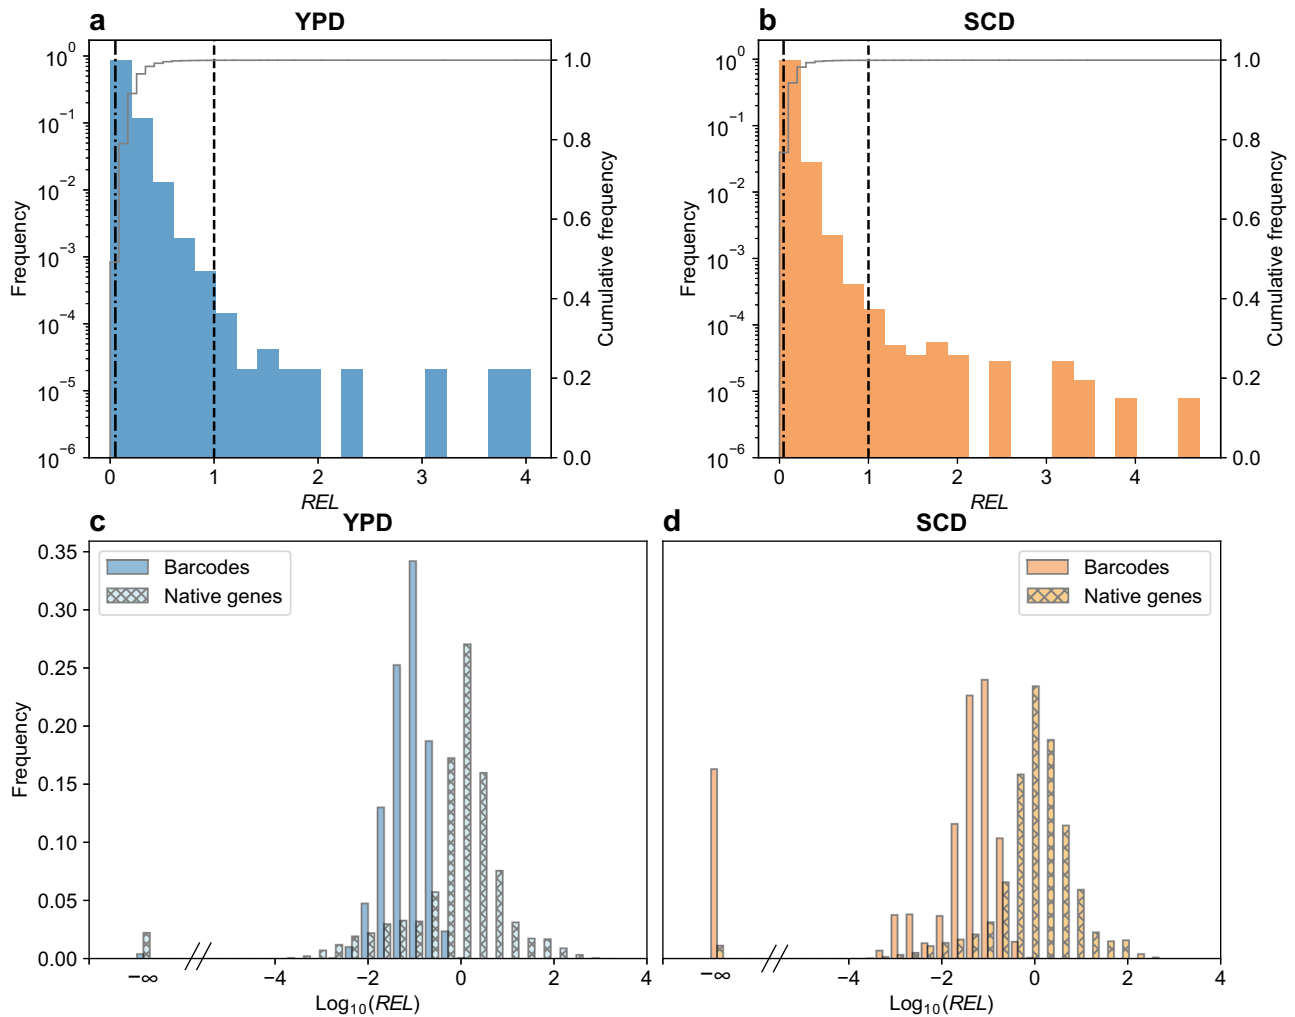 a YPD
10^0
10^-1
10^-2
10^-3
10^-4
10^-5
10^-6
Frequency
0 1 2 3 4
REL
1.0
0.8
0.6
0.4
0.2
0.0
Cumulative frequency
b SCD
10^0
10^-1
10^-2
10^-3
10^-4
10^-5
10^-6
Frequency
0 1 2 3 4
REL
1.0
0.8
0.6
0.4
0.2
0.0
Cumulative frequency
c YPD
Barcodes
Native genes
0.35
0.30
0.25
0.20
0.15
0.10
0.05
0.00
Frequency
−∞ −4 −2 0 2 4
Log10(REL)
d SCD
Barcodes
Native genes
−∞ −4 −2 0 2 4
Log10(REL)